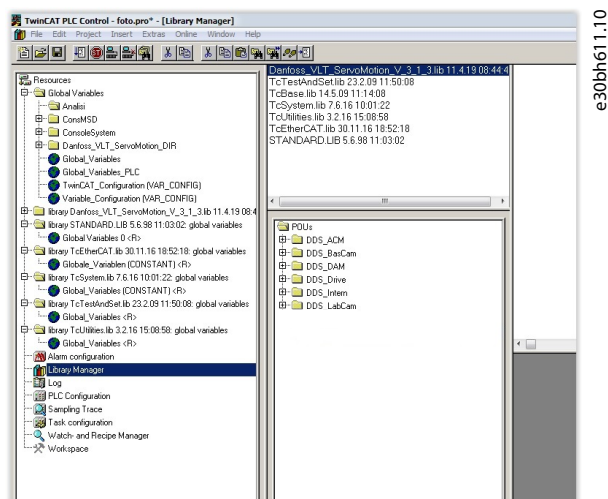 TwinCAT PLC Control - foto.pro* - [Library Manager]
File Edit Project Insert Extras Online Window Help
Resources
Global Variables
Analisi
ConsMSD
ConsoleSystem
Danfoss_VLT_ServoMotion_DIR
Global_Variables
Global_Variables_PLC
TwinCAT_Configuration (VAR_CONFIG)
Variable_Configuration (VAR_CONFIG)
library Danfoss_VLT_ServoMotion_V_3_1_3.lib 11.4.19 08:4
library STANDARD.LIB 5.6.98 11:03:02: global variables
Global Variables 0 <R>
library TcEtherCAT.lib 30.11.16 18:52:18: global variables
Globale_Variablen (CONSTANT) <R>
library TcSystem.lib 7.6.16 10:01:22: global variables
Global_Variables (CONSTANT) <R>
library TcTestAndSet.lib 23.2.09 11:50:08: global variables
Global_Variables <R>
library TcUtilities.lib 3.2.16 15:08:58: global variables
Global_Variables <R>
Alarm configuration
Library Manager
Log
PLC Configuration
Sampling Trace
Task configuration
Watch- and Recipe Manager
Workspace
Danfoss_VLT_ServoMotion_V_3_1_3.lib 11.4.19 08:44:4
TcTestAndSet.lib 23.2.09 11:50:08
TcBase.lib 14.5.09 11:14:08
TcSystem.lib 7.6.16 10:01:22
TcUtilities.lib 3.2.16 15:08:58
TcEtherCAT.lib 30.11.16 18:52:18
STANDARD.LIB 5.6.98 11:03:02
POUs
DDS_ACM
DDS_BasCam
DDS_DAM
DDS_Drive
DDS_Intern
DDS_LabCam
e30bh611.10